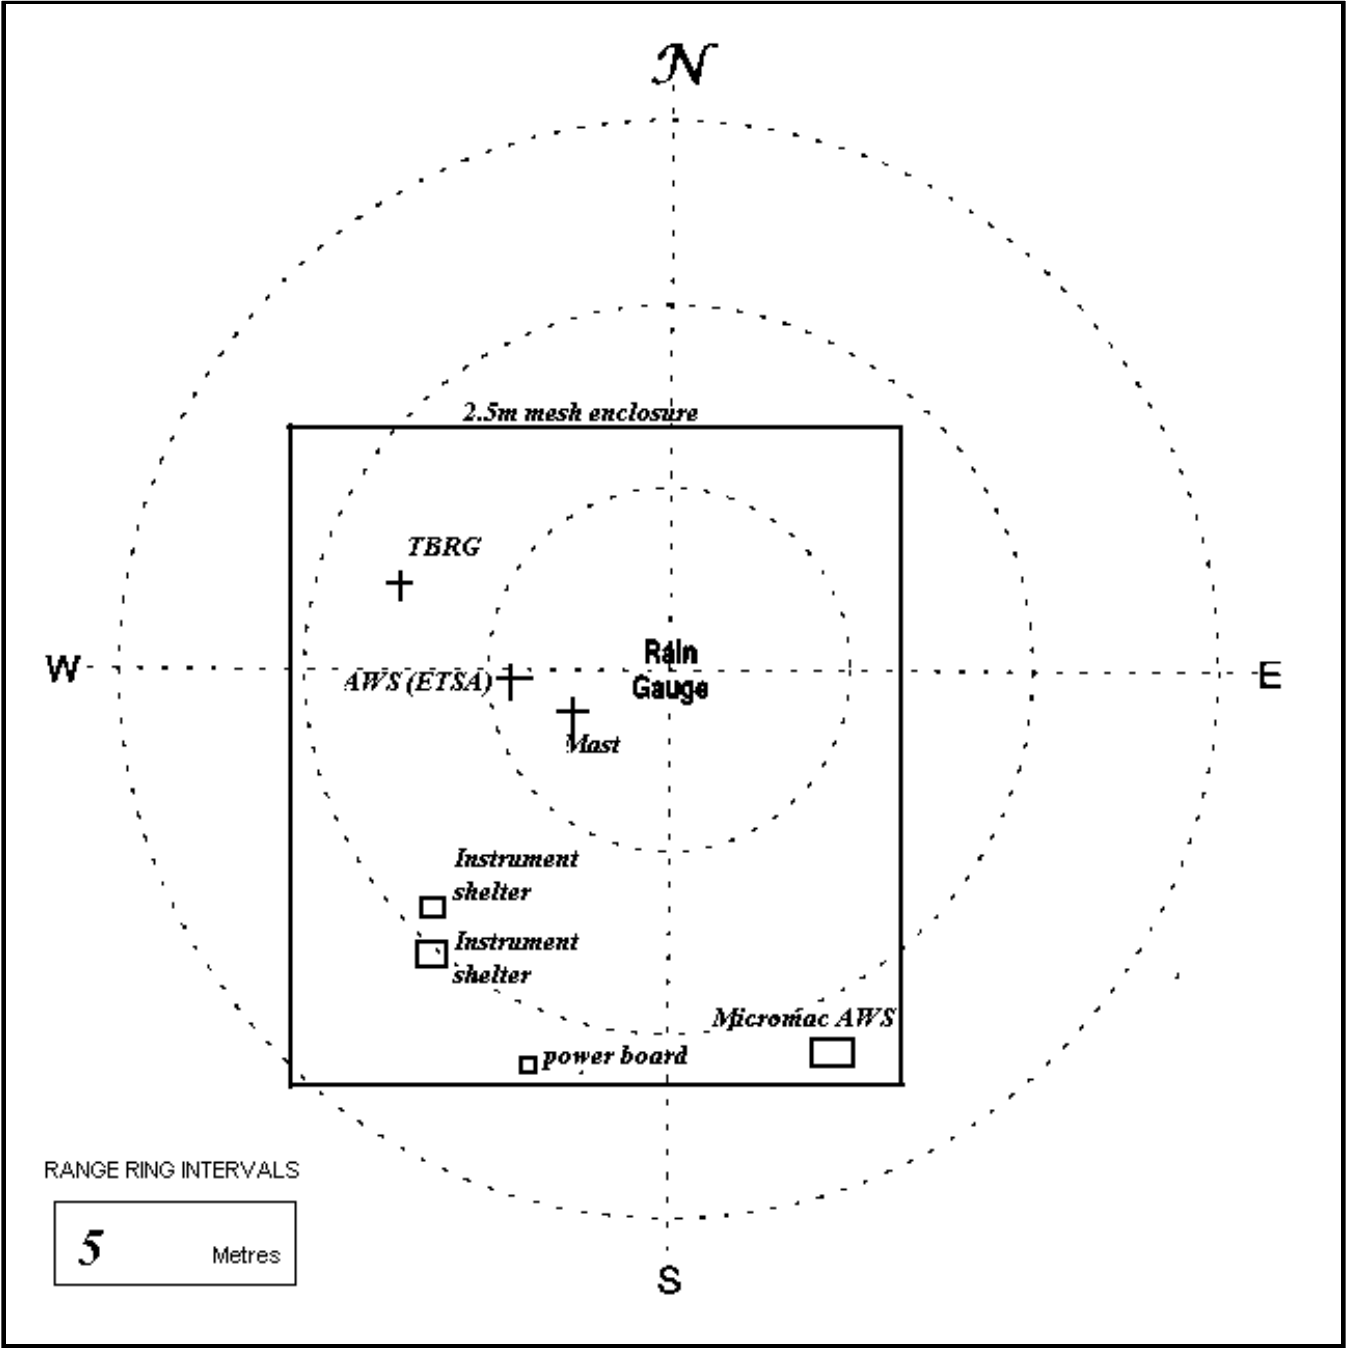 N
2.5m mesh enclosure
TBRG
W
Rain
Gauge
E
AWS (ETSA)
Mast
Instrument
shelter
Instrument
shelter
Micromac AWS
power board
RANGE RING INTERVALS
5 Metres
S